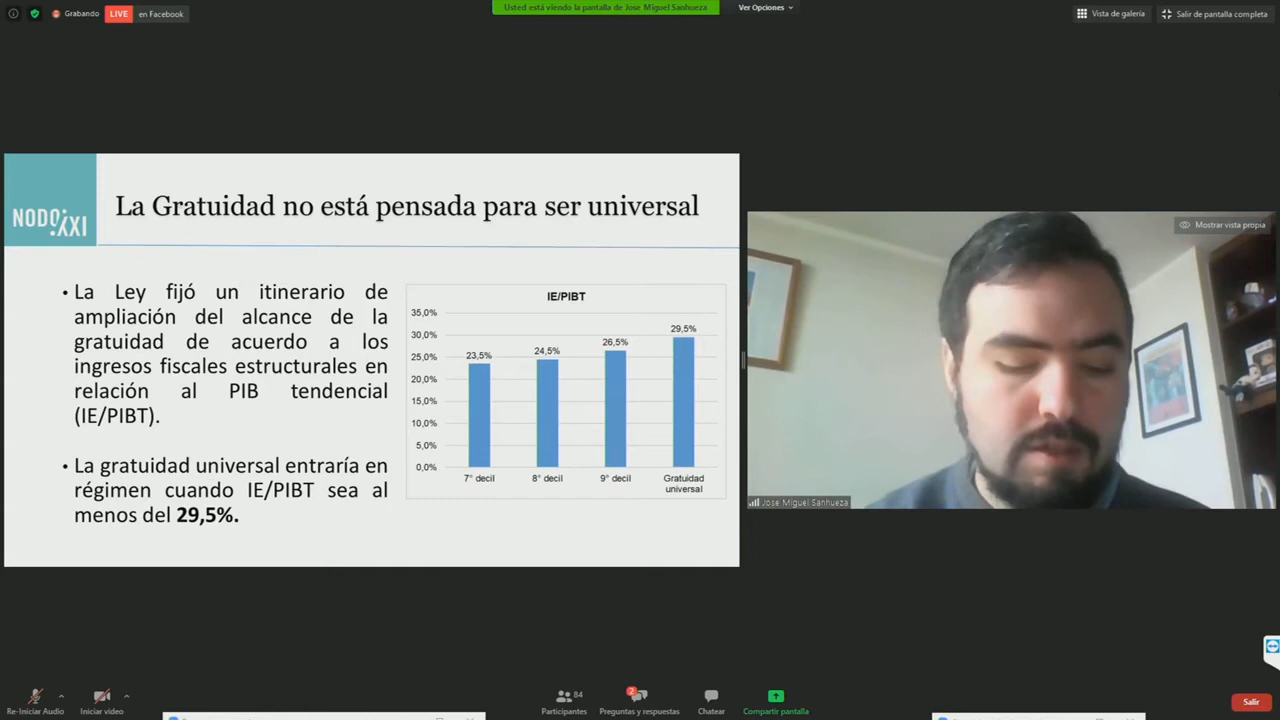 Grabando
LIVE
en Facebook
Usted está viendo la pantalla de Jose Miguel Sanhueza
Ver Opciones
Vista de galería
Salir de pantalla completa
NODO XXI
La Gratuidad no está pensada para ser universal
• La Ley fijó un itinerario de
ampliación del alcance de la
gratuidad de acuerdo a los
ingresos fiscales estructurales en
relación al PIB tendencial
(IE/PIBT).
• La gratuidad universal entraría en
régimen cuando IE/PIBT sea al
menos del 29,5%.
IE/PIBT
35,0%
30,0%
25,0%
20,0%
15,0%
10,0%
5,0%
0,0%
23,5%
24,5%
26,5%
29,5%
7° decil
8° decil
9° decil
Gratuidad
universal
Mostrar vista propia
Jose Miguel Sanhueza
Re-Iniciar Audio
Iniciar video
84
Participantes
2
Preguntas y respuestas
Chatear
Compartir pantalla
Salir